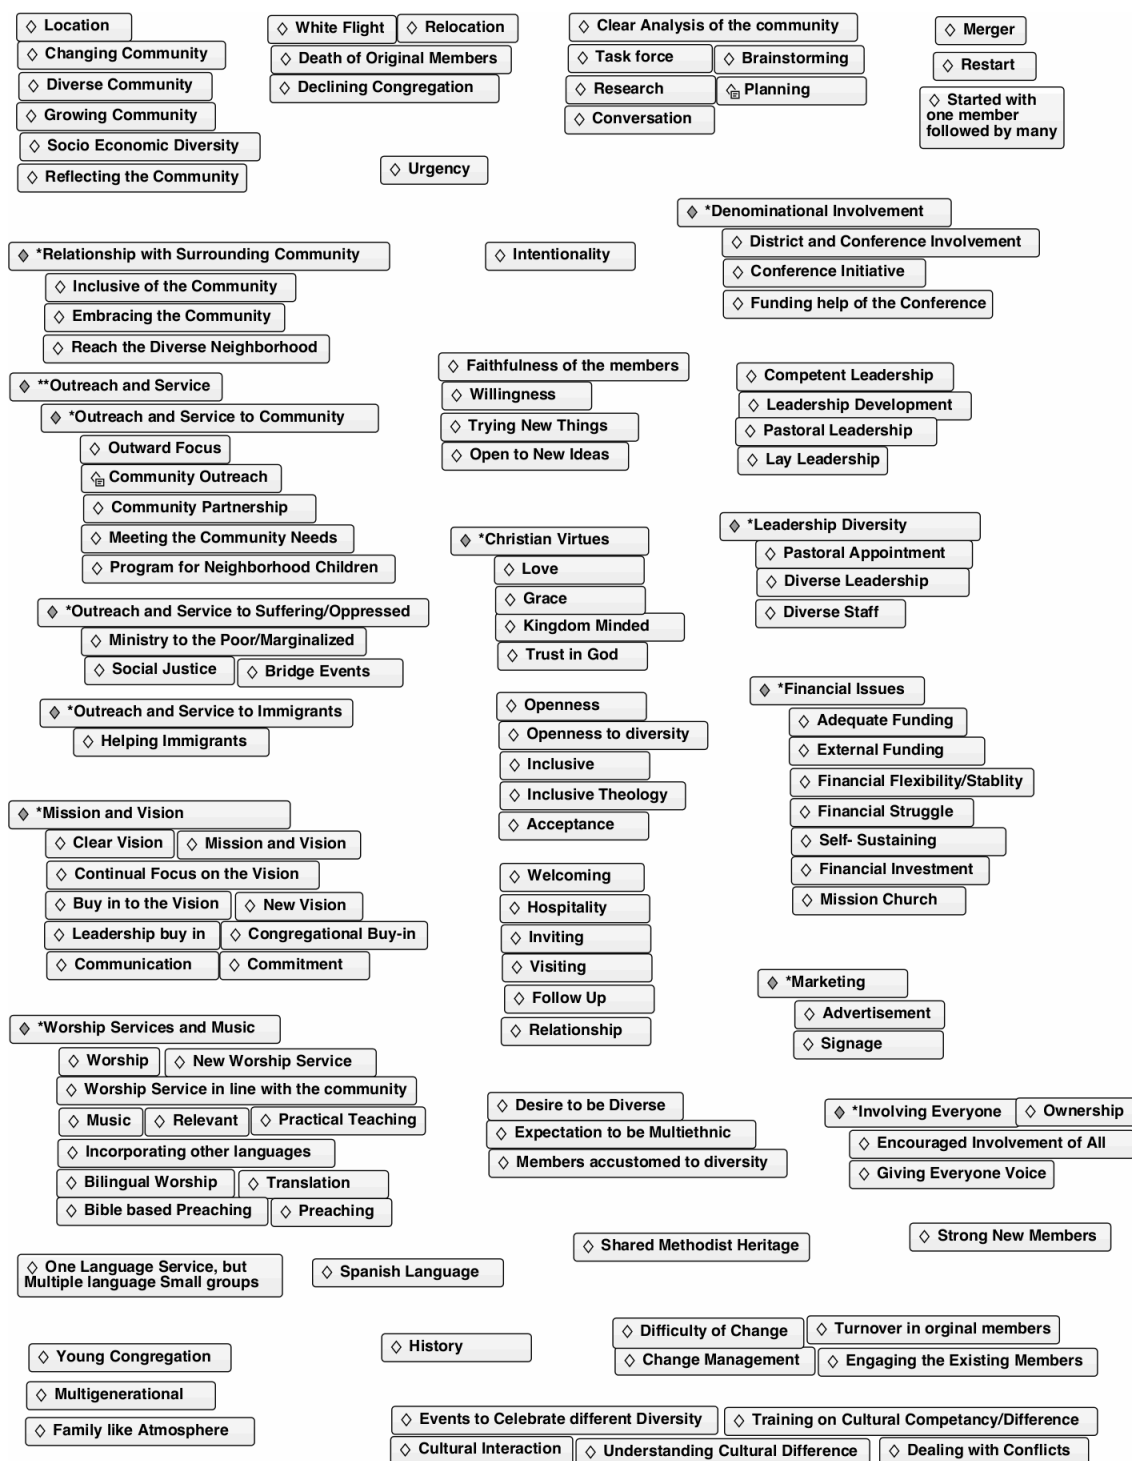 Location
Changing Community
Diverse Community
Growing Community
Socio Economic Diversity
Reflecting the Community
White Flight
Relocation
Death of Original Members
Declining Congregation
Urgency
Clear Analysis of the community
Task force
Brainstorming
Research
Planning
Conversation
Merger
Restart
Started with
one member
followed by many
*Denominational Involvement
District and Conference Involvement
Conference Initiative
Funding help of the Conference
*Relationship with Surrounding Community
Inclusive of the Community
Embracing the Community
Reach the Diverse Neighborhood
Intentionality
**Outreach and Service
*Outreach and Service to Community
Outward Focus
Community Outreach
Community Partnership
Meeting the Community Needs
Program for Neighborhood Children
*Outreach and Service to Suffering/Oppressed
Ministry to the Poor/Marginalized
Social Justice
Bridge Events
*Outreach and Service to Immigrants
Helping Immigrants
Faithfulness of the members
Willingness
Trying New Things
Open to New Ideas
Competent Leadership
Leadership Development
Pastoral Leadership
Lay Leadership
*Christian Virtues
Love
Grace
Kingdom Minded
Trust in God
Openness
Openness to diversity
Inclusive
Inclusive Theology
Acceptance
Welcoming
Hospitality
Inviting
Visiting
Follow Up
Relationship
*Leadership Diversity
Pastoral Appointment
Diverse Leadership
Diverse Staff
*Financial Issues
Adequate Funding
External Funding
Financial Flexibility/Stablity
Financial Struggle
Self- Sustaining
Financial Investment
Mission Church
*Mission and Vision
Clear Vision
Mission and Vision
Continual Focus on the Vision
Buy in to the Vision
New Vision
Leadership buy in
Congregational Buy-in
Communication
Commitment
*Marketing
Advertisement
Signage
*Worship Services and Music
Worship
New Worship Service
Worship Service in line with the community
Music
Relevant
Practical Teaching
Incorporating other languages
Bilingual Worship
Translation
Bible based Preaching
Preaching
Desire to be Diverse
Expectation to be Multiethnic
Members accustomed to diversity
*Involving Everyone
Ownership
Encouraged Involvement of All
Giving Everyone Voice
Strong New Members
Shared Methodist Heritage
One Language Service, but
Multiple language Small groups
Spanish Language
Young Congregation
Multigenerational
Family like Atmosphere
History
Difficulty of Change
Turnover in orginal members
Change Management
Engaging the Existing Members
Events to Celebrate different Diversity
Training on Cultural Competancy/Difference
Cultural Interaction
Understanding Cultural Difference
Dealing with Conflicts